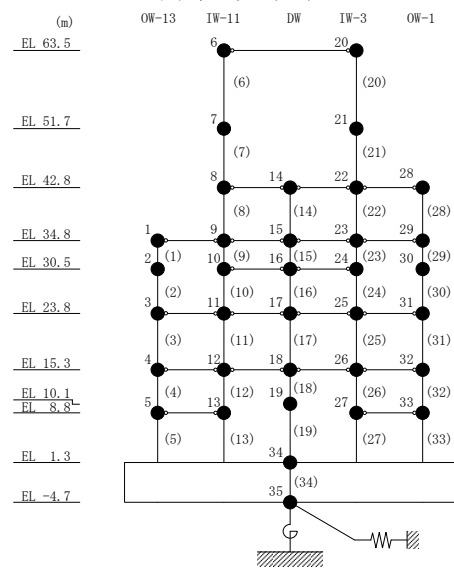 (m) OW-13 IW-11 DW IW-3 OW-1
EL 63.5 6 20
(6) (20)
EL 51.7 7 21
(7) (21)
EL 42.8 8 14 22 28
(8) (14) (22) (28)
EL 34.8 1 9 15 23 29
(1) (9) (15) (23) (29)
EL 30.5 2 10 16 24 30
(2) (10) (16) (24) (30)
EL 23.8 3 11 17 25 31
(3) (11) (17) (25) (31)
EL 15.3 4 12 18 26 32
(4) (12) (18) (26) (32)
EL 10.1 19
EL 8.8 5 13 27 33
(5) (13) (19) (27) (33)
EL 1.3 34
(34)
EL -4.7 35